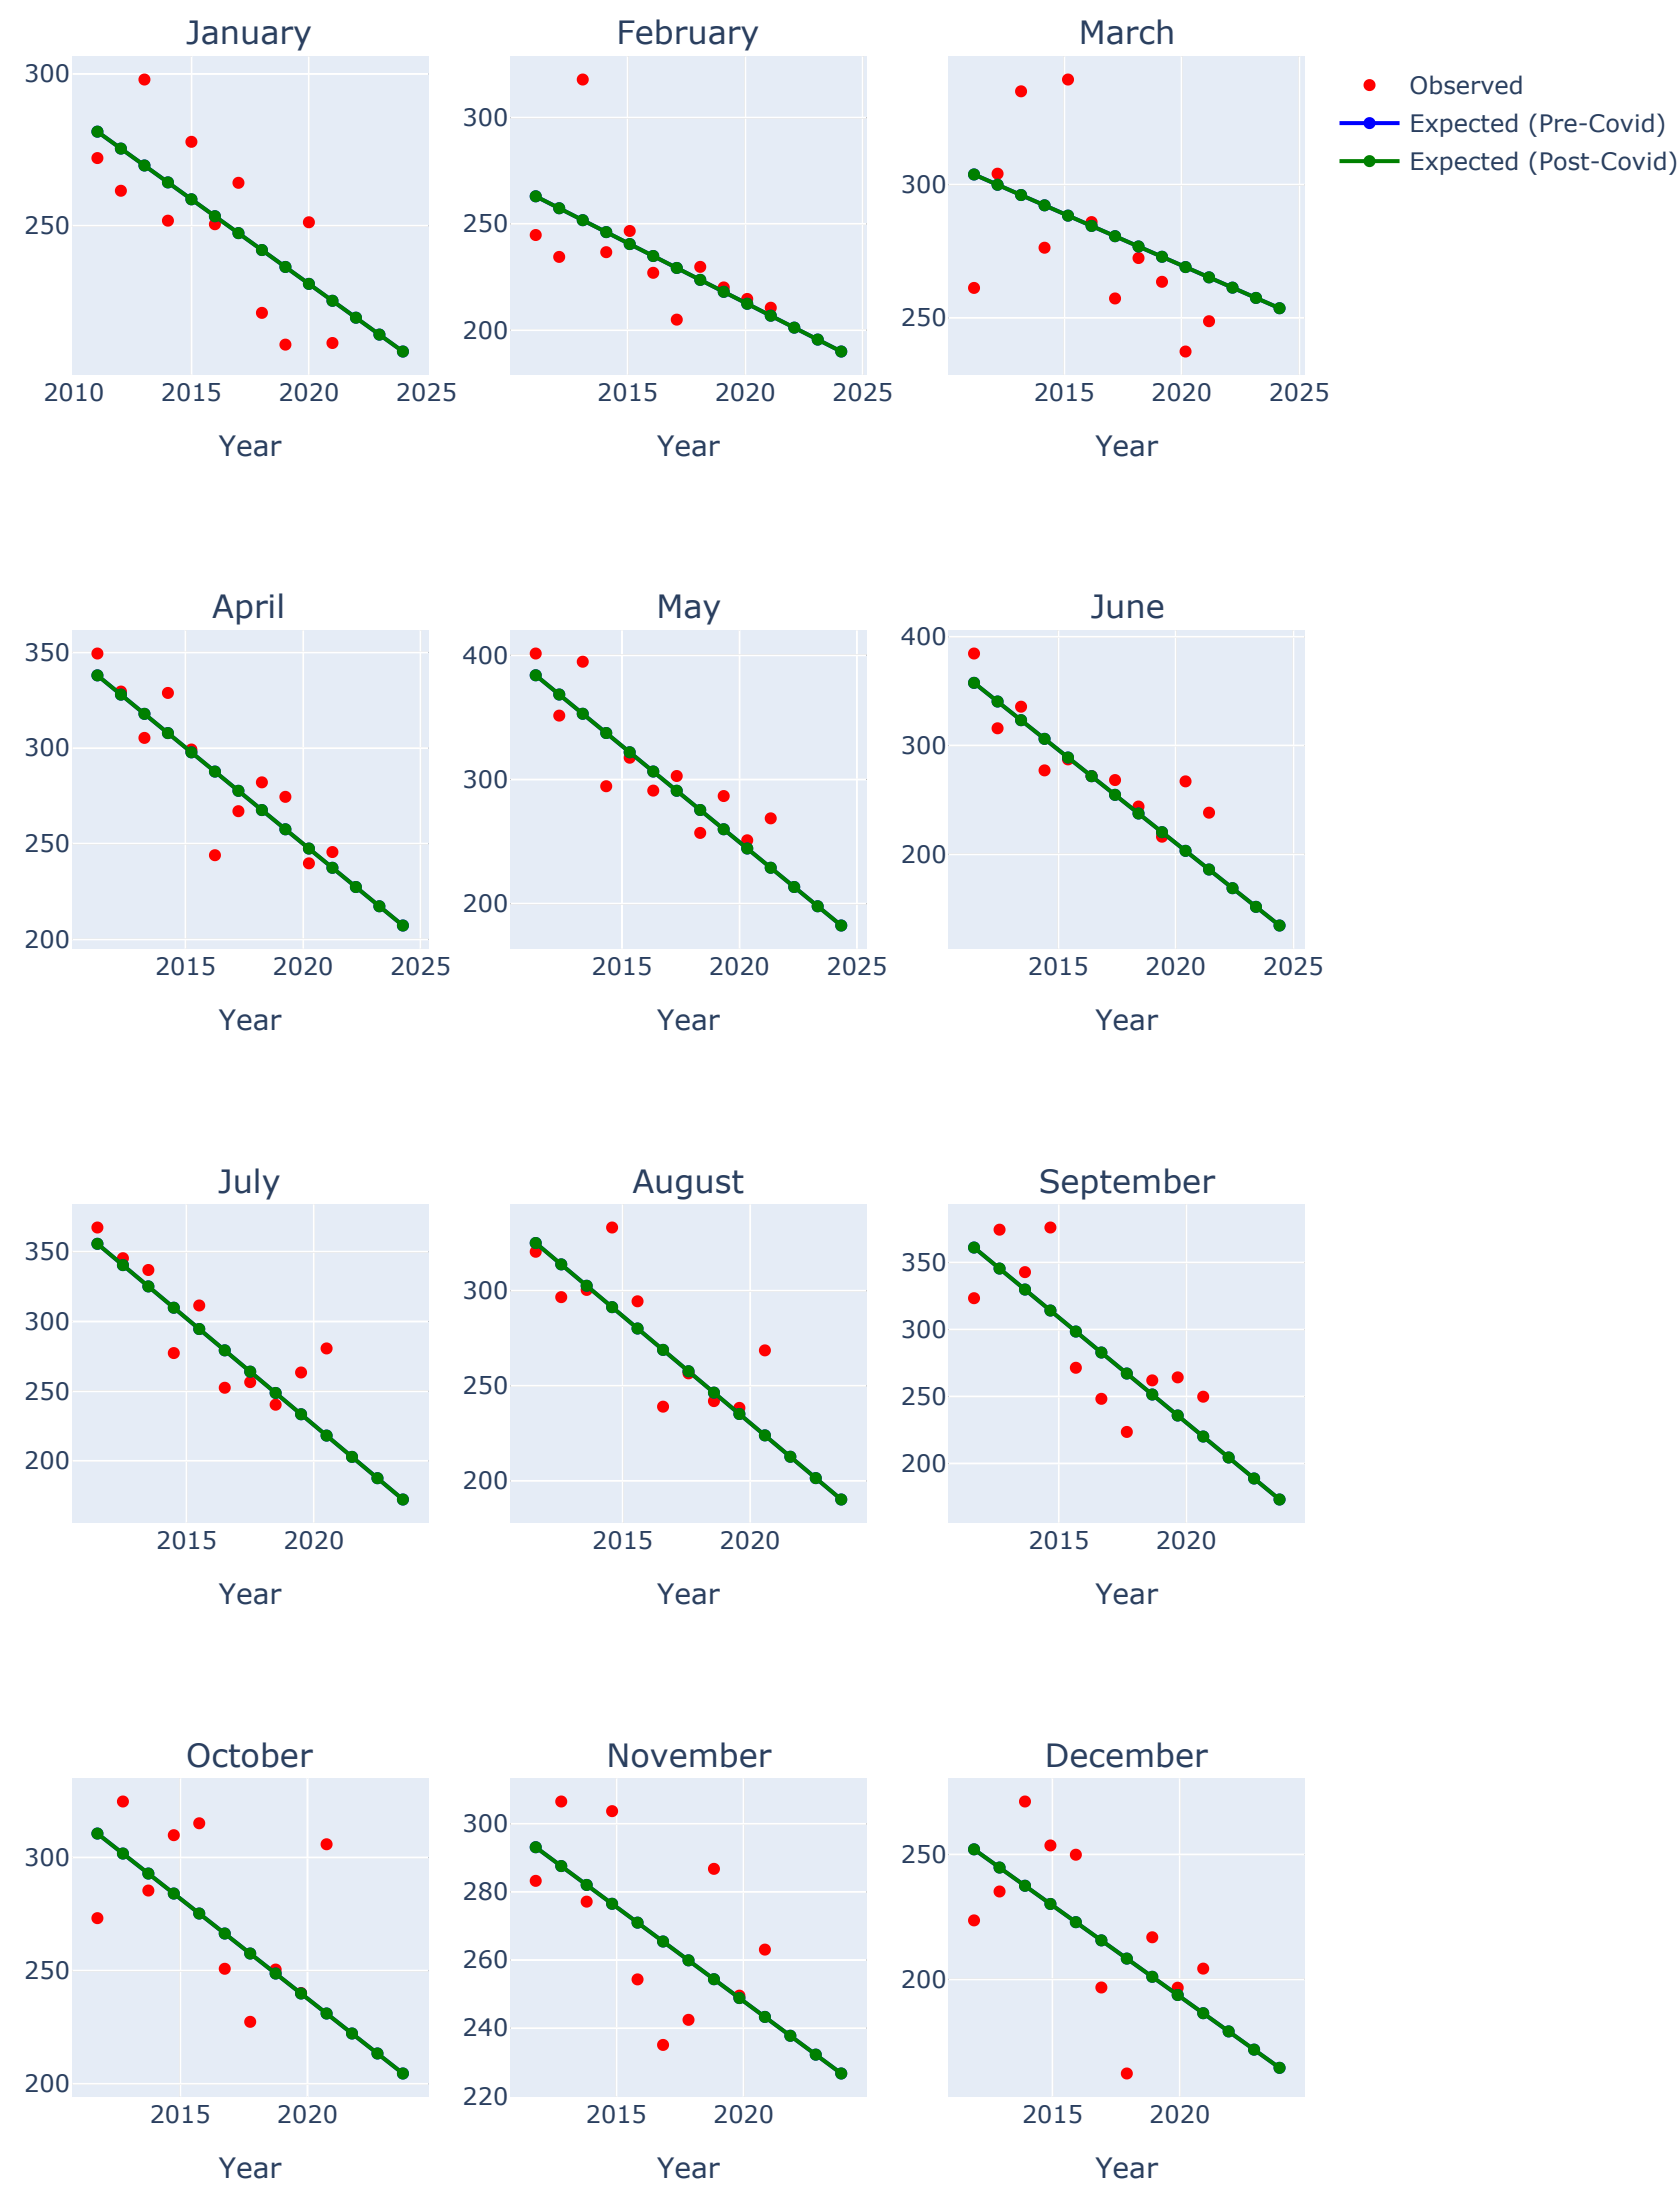 January February March
300
250
2010 2015 2020 2025
Year
300
250
200
2015 2020 2025
Year
300
250
2015 2020 2025
Year
Observed
Expected (Pre-Covid)
Expected (Post-Covid)
April May June
350
300
250
200
2015 2020 2025
Year
400
300
200
2015 2020 2025
Year
400
300
200
2015 2020 2025
Year
July August September
350
300
250
200
2015 2020
Year
300
250
200
2015 2020
Year
350
300
250
200
2015 2020
Year
October November December
300
250
200
2015 2020
Year
300
280
260
240
220
2015 2020
Year
250
200
2015 2020
Year